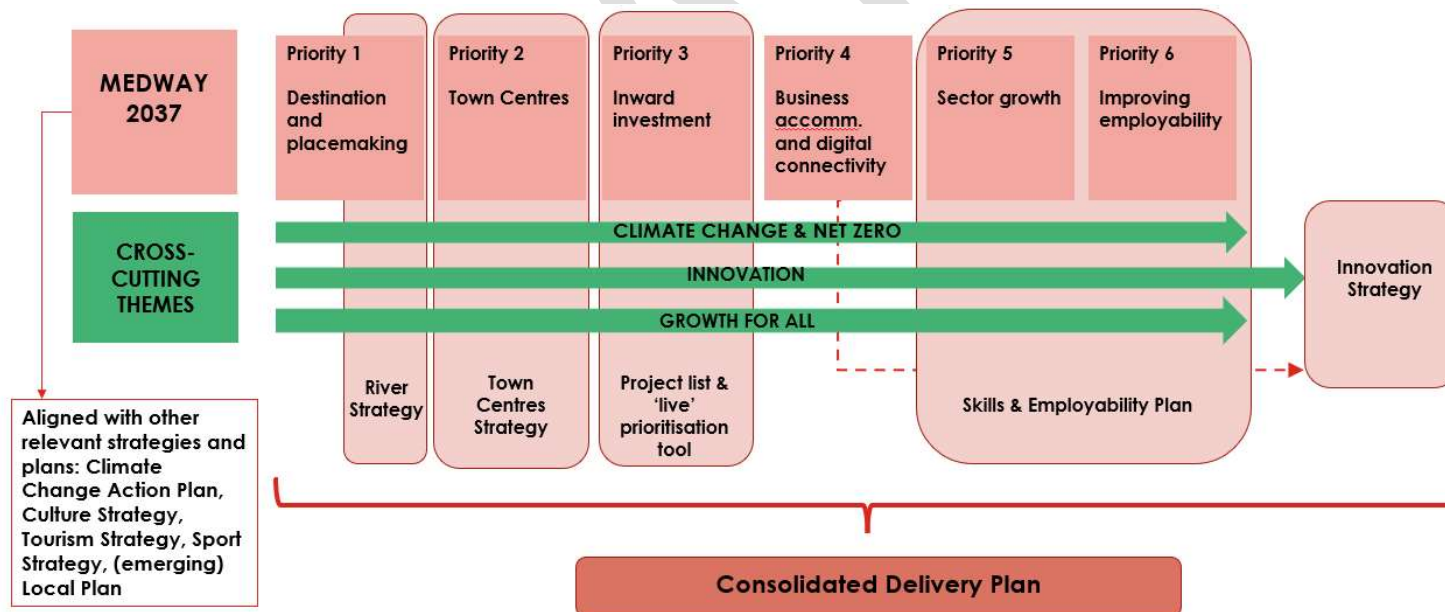 MEDWAY
2037
Priority 1
Destination
and
placemaking
Priority 2
Town Centres
Priority 3
Inward
investment
Priority 4
Business
accomm.
and digital
connectivity
Priority 5
Sector growth
Priority 6
Improving
employability
CROSS-
CUTTING
THEMES
CLIMATE CHANGE & NET ZERO
INNOVATION
GROWTH FOR ALL
Innovation
Strategy
River
Strategy
Town
Centres
Strategy
Project list &
‘live’
prioritisation
tool
Skills & Employability Plan
Aligned with other
relevant strategies and
plans: Climate
Change Action Plan,
Culture Strategy,
Tourism Strategy, Sport
Strategy, (emerging)
Local Plan
Consolidated Delivery Plan